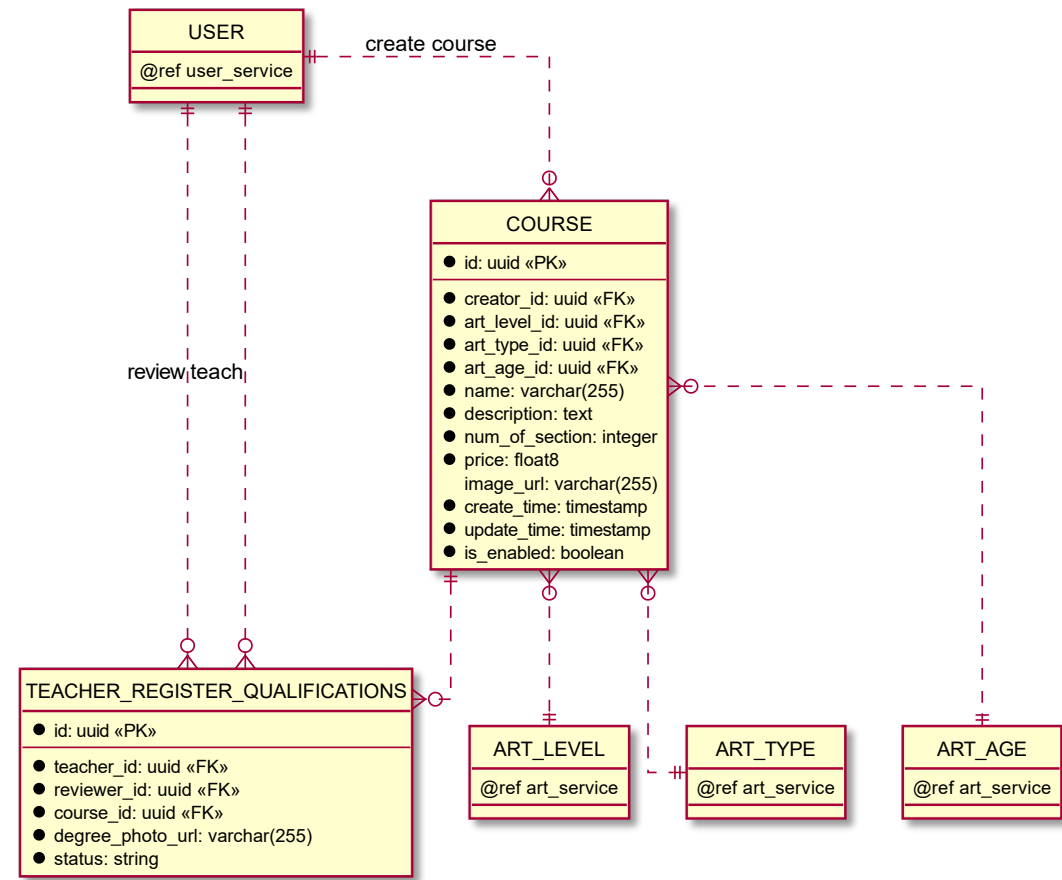 USER
@ref user_service
create course
COURSE
id: uuid «PK»
creator_id: uuid «FK»
art_level_id: uuid «FK»
art_type_id: uuid «FK»
art_age_id: uuid «FK»
name: varchar(255)
description: text
num_of_section: integer
price: float8
image_url: varchar(255)
create_time: timestamp
update_time: timestamp
is_enabled: boolean
review teach
TEACHER_REGISTER_QUALIFICATIONS
id: uuid «PK»
teacher_id: uuid «FK»
reviewer_id: uuid «FK»
course_id: uuid «FK»
degree_photo_url: varchar(255)
status: string
ART_LEVEL
@ref art_service
ART_TYPE
@ref art_service
ART_AGE
@ref art_service